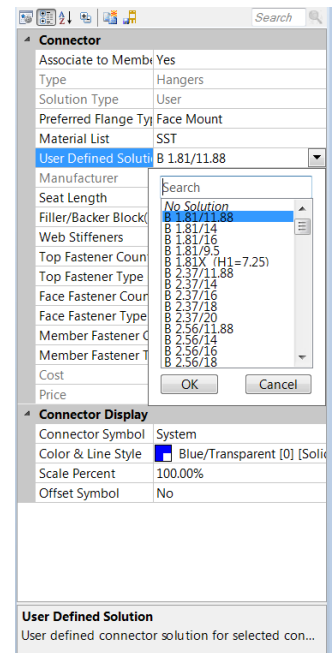 Search
Connector
Associate to Membe Yes
Type Hangers
Solution Type User
Preferred Flange Ty Face Mount
Material List SST
User Defined Soluti B 1.81/11.88
Manufacturer
Seat Length
Filler/Backer Block(
Web Stiffeners
Top Fastener Coun
Top Fastener Type
Face Fastener Coun
Face Fastener Type
Member Fastener C
Member Fastener T
Cost
Price
Search
No Solution
B 1.81/11.88
B 1.81/14
B 1.81/16
B 1.81/9.5
B 1.81X (H1=7.25)
B 2.37/11.88
B 2.37/14
B 2.37/16
B 2.37/18
B 2.37/20
B 2.56/11.88
B 2.56/14
B 2.56/16
B 2.56/18
OK Cancel
Connector Display
Connector Symbol System
Color & Line Style Blue/Transparent [0] [Solid
Scale Percent 100.00%
Offset Symbol No
User Defined Solution
User defined connector solution for selected con...